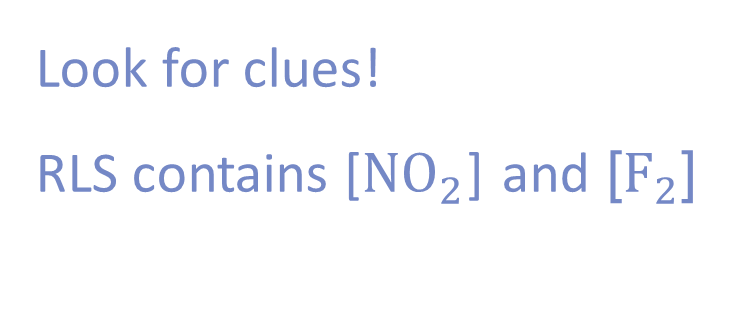 Look for clues!
RLS contains [NO₂] and [F₂]